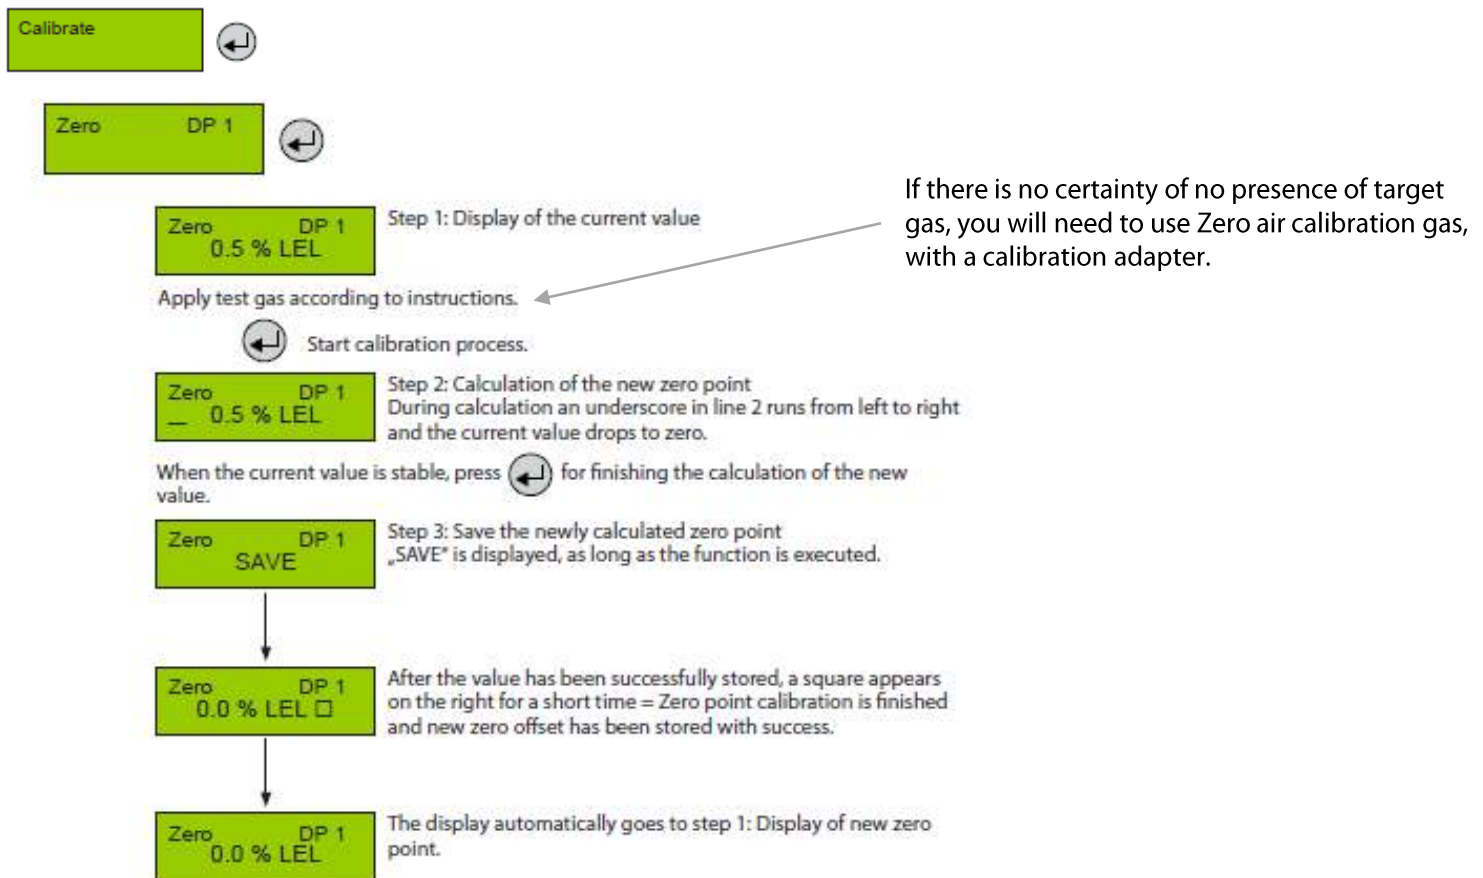 Calibrate
Zero DP 1
If there is no certainty of no presence of target
gas, you will need to use Zero air calibration gas,
with a calibration adapter.
Zero DP 1
0.5 % LEL
Step 1: Display of the current value
Apply test gas according to instructions.
Start calibration process.
Zero DP 1
_ 0.5 % LEL
Step 2: Calculation of the new zero point
During calculation an underscore in line 2 runs from left to right
and the current value drops to zero.
When the current value is stable, press for finishing the calculation of the new
value.
Zero DP 1
SAVE
Step 3: Save the newly calculated zero point
„SAVE“ is displayed, as long as the function is executed.
Zero DP 1
0.0 % LEL □
After the value has been successfully stored, a square appears
on the right for a short time = Zero point calibration is finished
and new zero offset has been stored with success.
Zero DP 1
0.0 % LEL
The display automatically goes to step 1: Display of new zero
point.